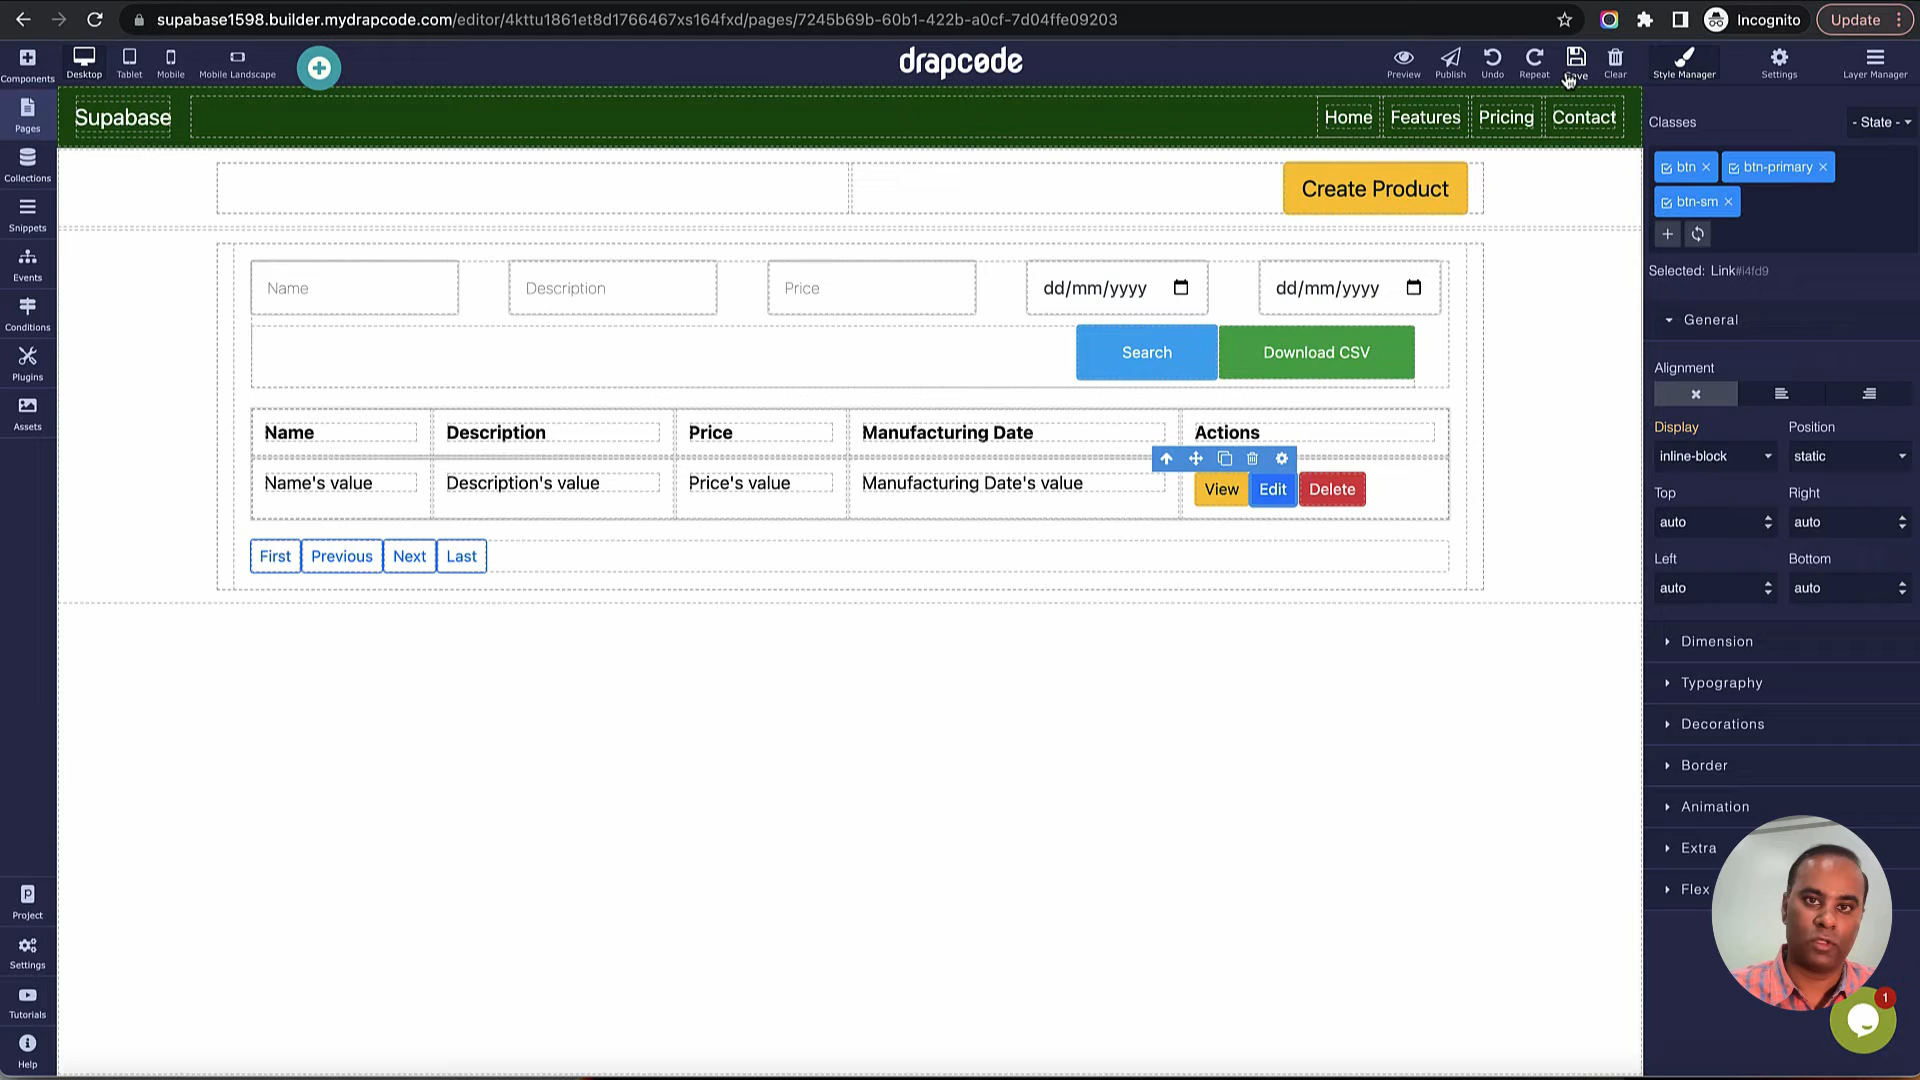 supabase1598.builder.mydrapcode.com/editor/4kttu1861et8d1766467xs164fxd/pages/7245b69b-60b1-422b-a0cf-7d04ffe09203
Incognito
Update
Components
Desktop
Tablet
Mobile
Mobile Landscape
drapcode
Preview
Publish
Undo
Repeat
Save
Clear
Style Manager
Settings
Layer Manager
Pages
Collections
Snippets
Events
Conditions
Plugins
Assets
Project
Settings
Tutorials
Help
Supabase
Home
Features
Pricing
Contact
Create Product
Name
Description
Price
dd/mm/yyyy
dd/mm/yyyy
Search
Download CSV
Name Description Price Manufacturing Date Actions
Name's value Description's value Price's value Manufacturing Date's value View Edit Delete
First Previous Next Last
Classes
- State -
btn
btn-primary
btn-sm
Selected: Link#i4fd9
General
Alignment
Display
Position
inline-block
static
Top
Right
auto
auto
Left
Bottom
auto
auto
Dimension
Typography
Decorations
Border
Animation
Extra
Flex
1